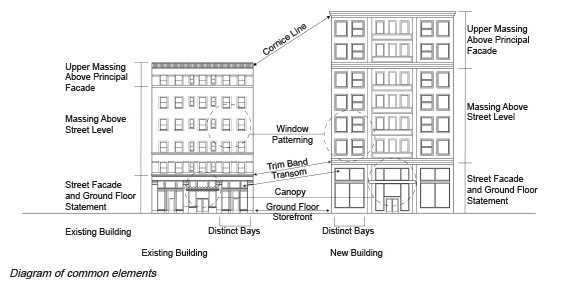 Cornice Line
Upper Massing
Above Principal
Facade
Upper Massing
Above Principal
Facade
Massing Above
Street Level
Massing Above
Street Level
Window
Patterning
Trim Band
Transom
Street Facade
and Ground Floor
Statement
Street Facade
and Ground Floor
Statement
Canopy
Ground Floor
Storefront
Existing Building
Distinct Bays
Distinct Bays
Existing Building
New Building
Diagram of common elements